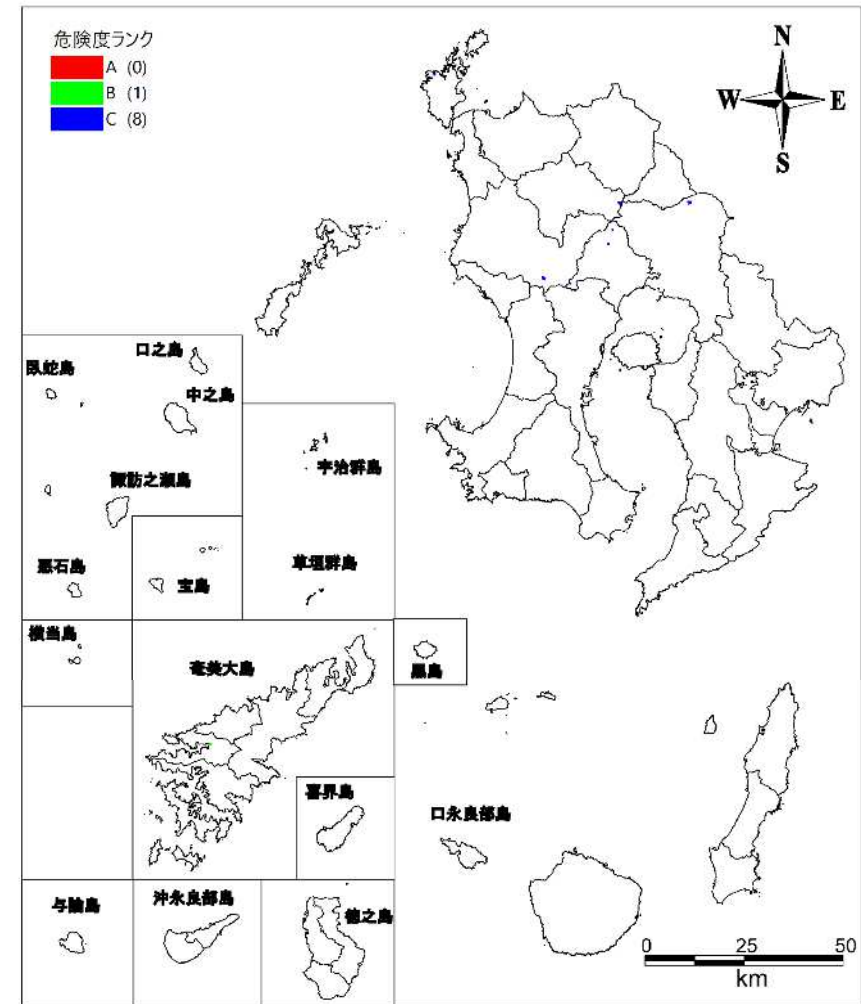 危険度ランク
A (0)
B (1)
C (8)
N
W E
S
口之島
臥蛇島
中之島
諏訪之瀬島
宇治群島
悪石島
宝島
草垣群島
横当島
奄美大島
黒島
喜界島
口永良部島
与論島
沖永良部島
徳之島
0 25 50
km